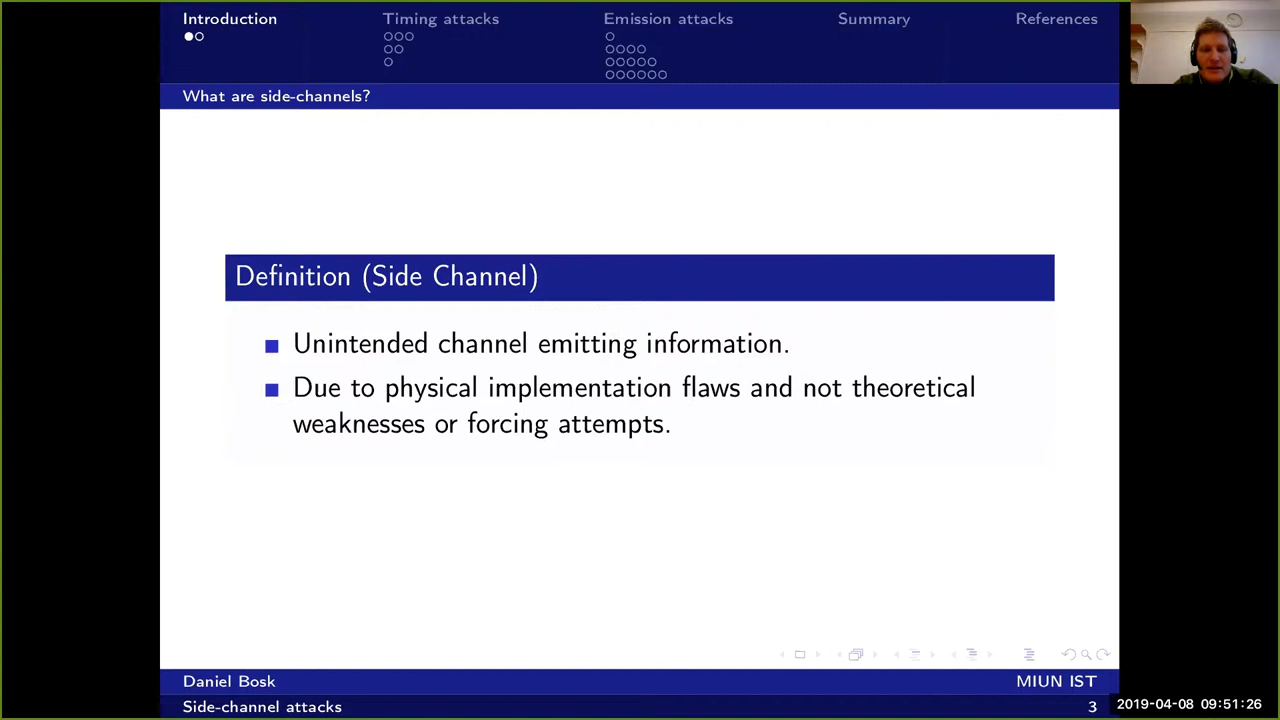 Introduction
Timing attacks
Emission attacks
Summary
References
What are side-channels?
Definition (Side Channel)
Unintended channel emitting information.
Due to physical implementation flaws and not theoretical
weaknesses or forcing attempts.
Daniel Bosk
MIUN IST
Side-channel attacks
3
2019-04-08 09:51:26